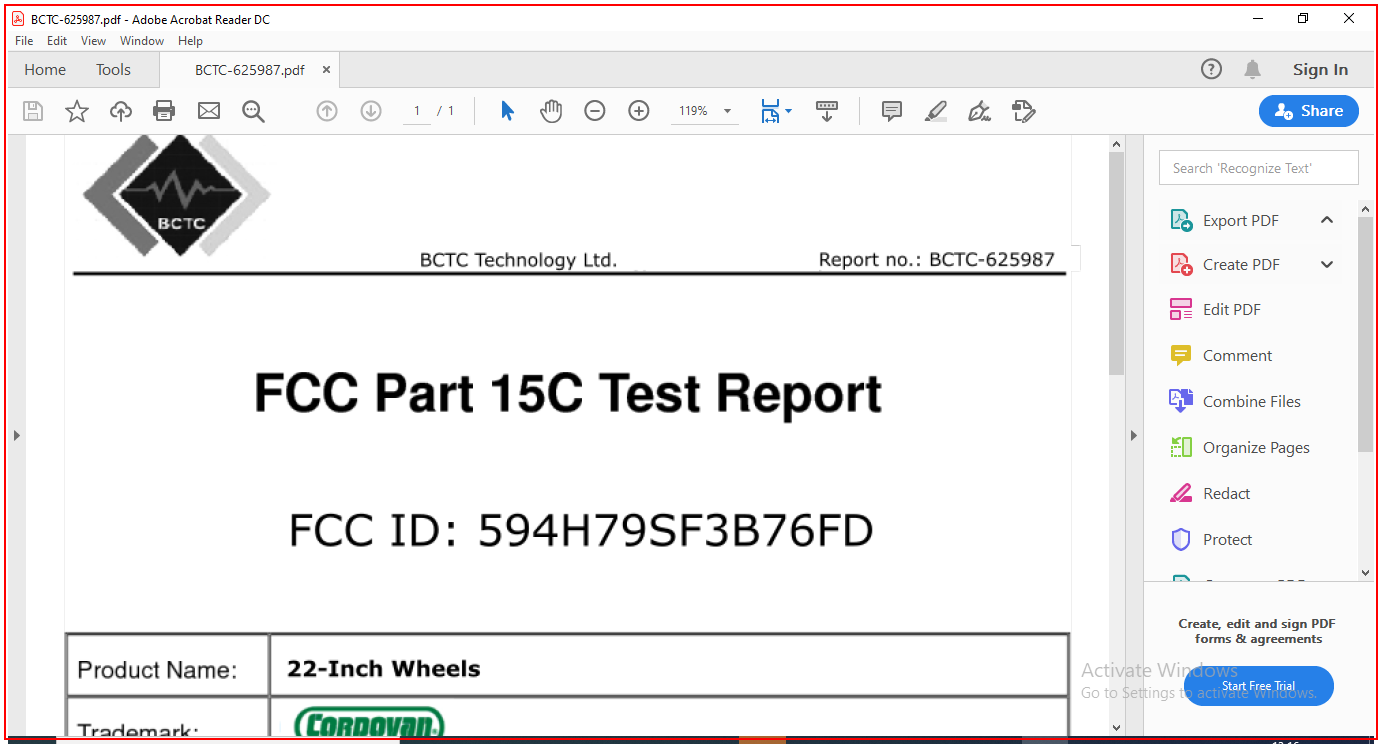 BCTC-625987.pdf - Adobe Acrobat Reader DC
File Edit View Window Help
Home Tools BCTC-625987.pdf × Sign In
1 / 1 119% Share
BCTC
BCTC Technology Ltd. Report no.: BCTC-625987
FCC Part 15C Test Report
FCC ID: 594H79SF3B76FD
Product Name: 22-Inch Wheels
Trademark: CORDOVAN
Search 'Recognize Text'
Export PDF
Create PDF
Edit PDF
Comment
Combine Files
Organize Pages
Redact
Protect
Create, edit and sign PDF
forms & agreements
Start Free Trial
Activate Windows
Go to Settings to activate Windows.